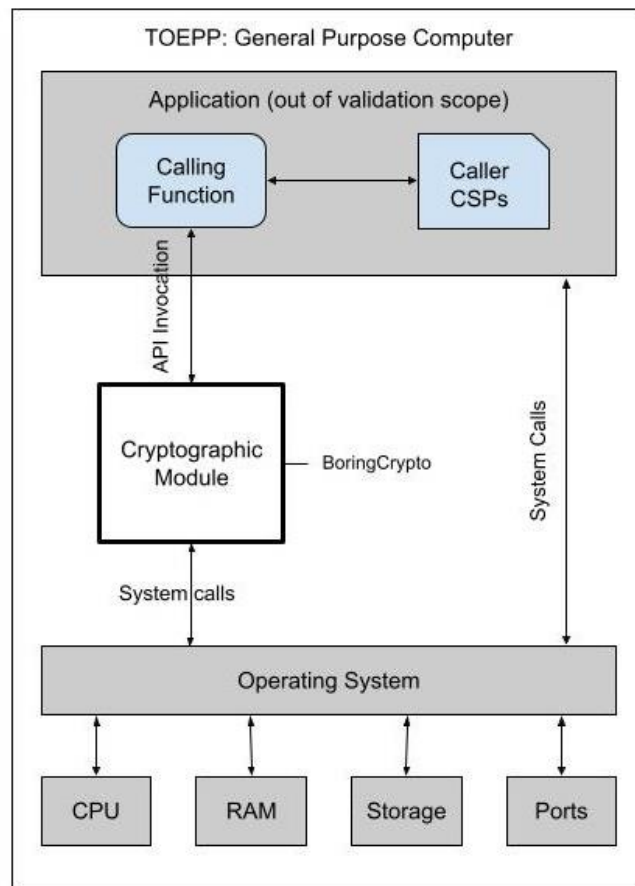 TOEPP: General Purpose Computer
Application (out of validation scope)
Calling
Function
Caller
CSPs
API Invocation
Cryptographic
Module
BoringCrypto
System Calls
System calls
Operating System
CPU
RAM
Storage
Ports